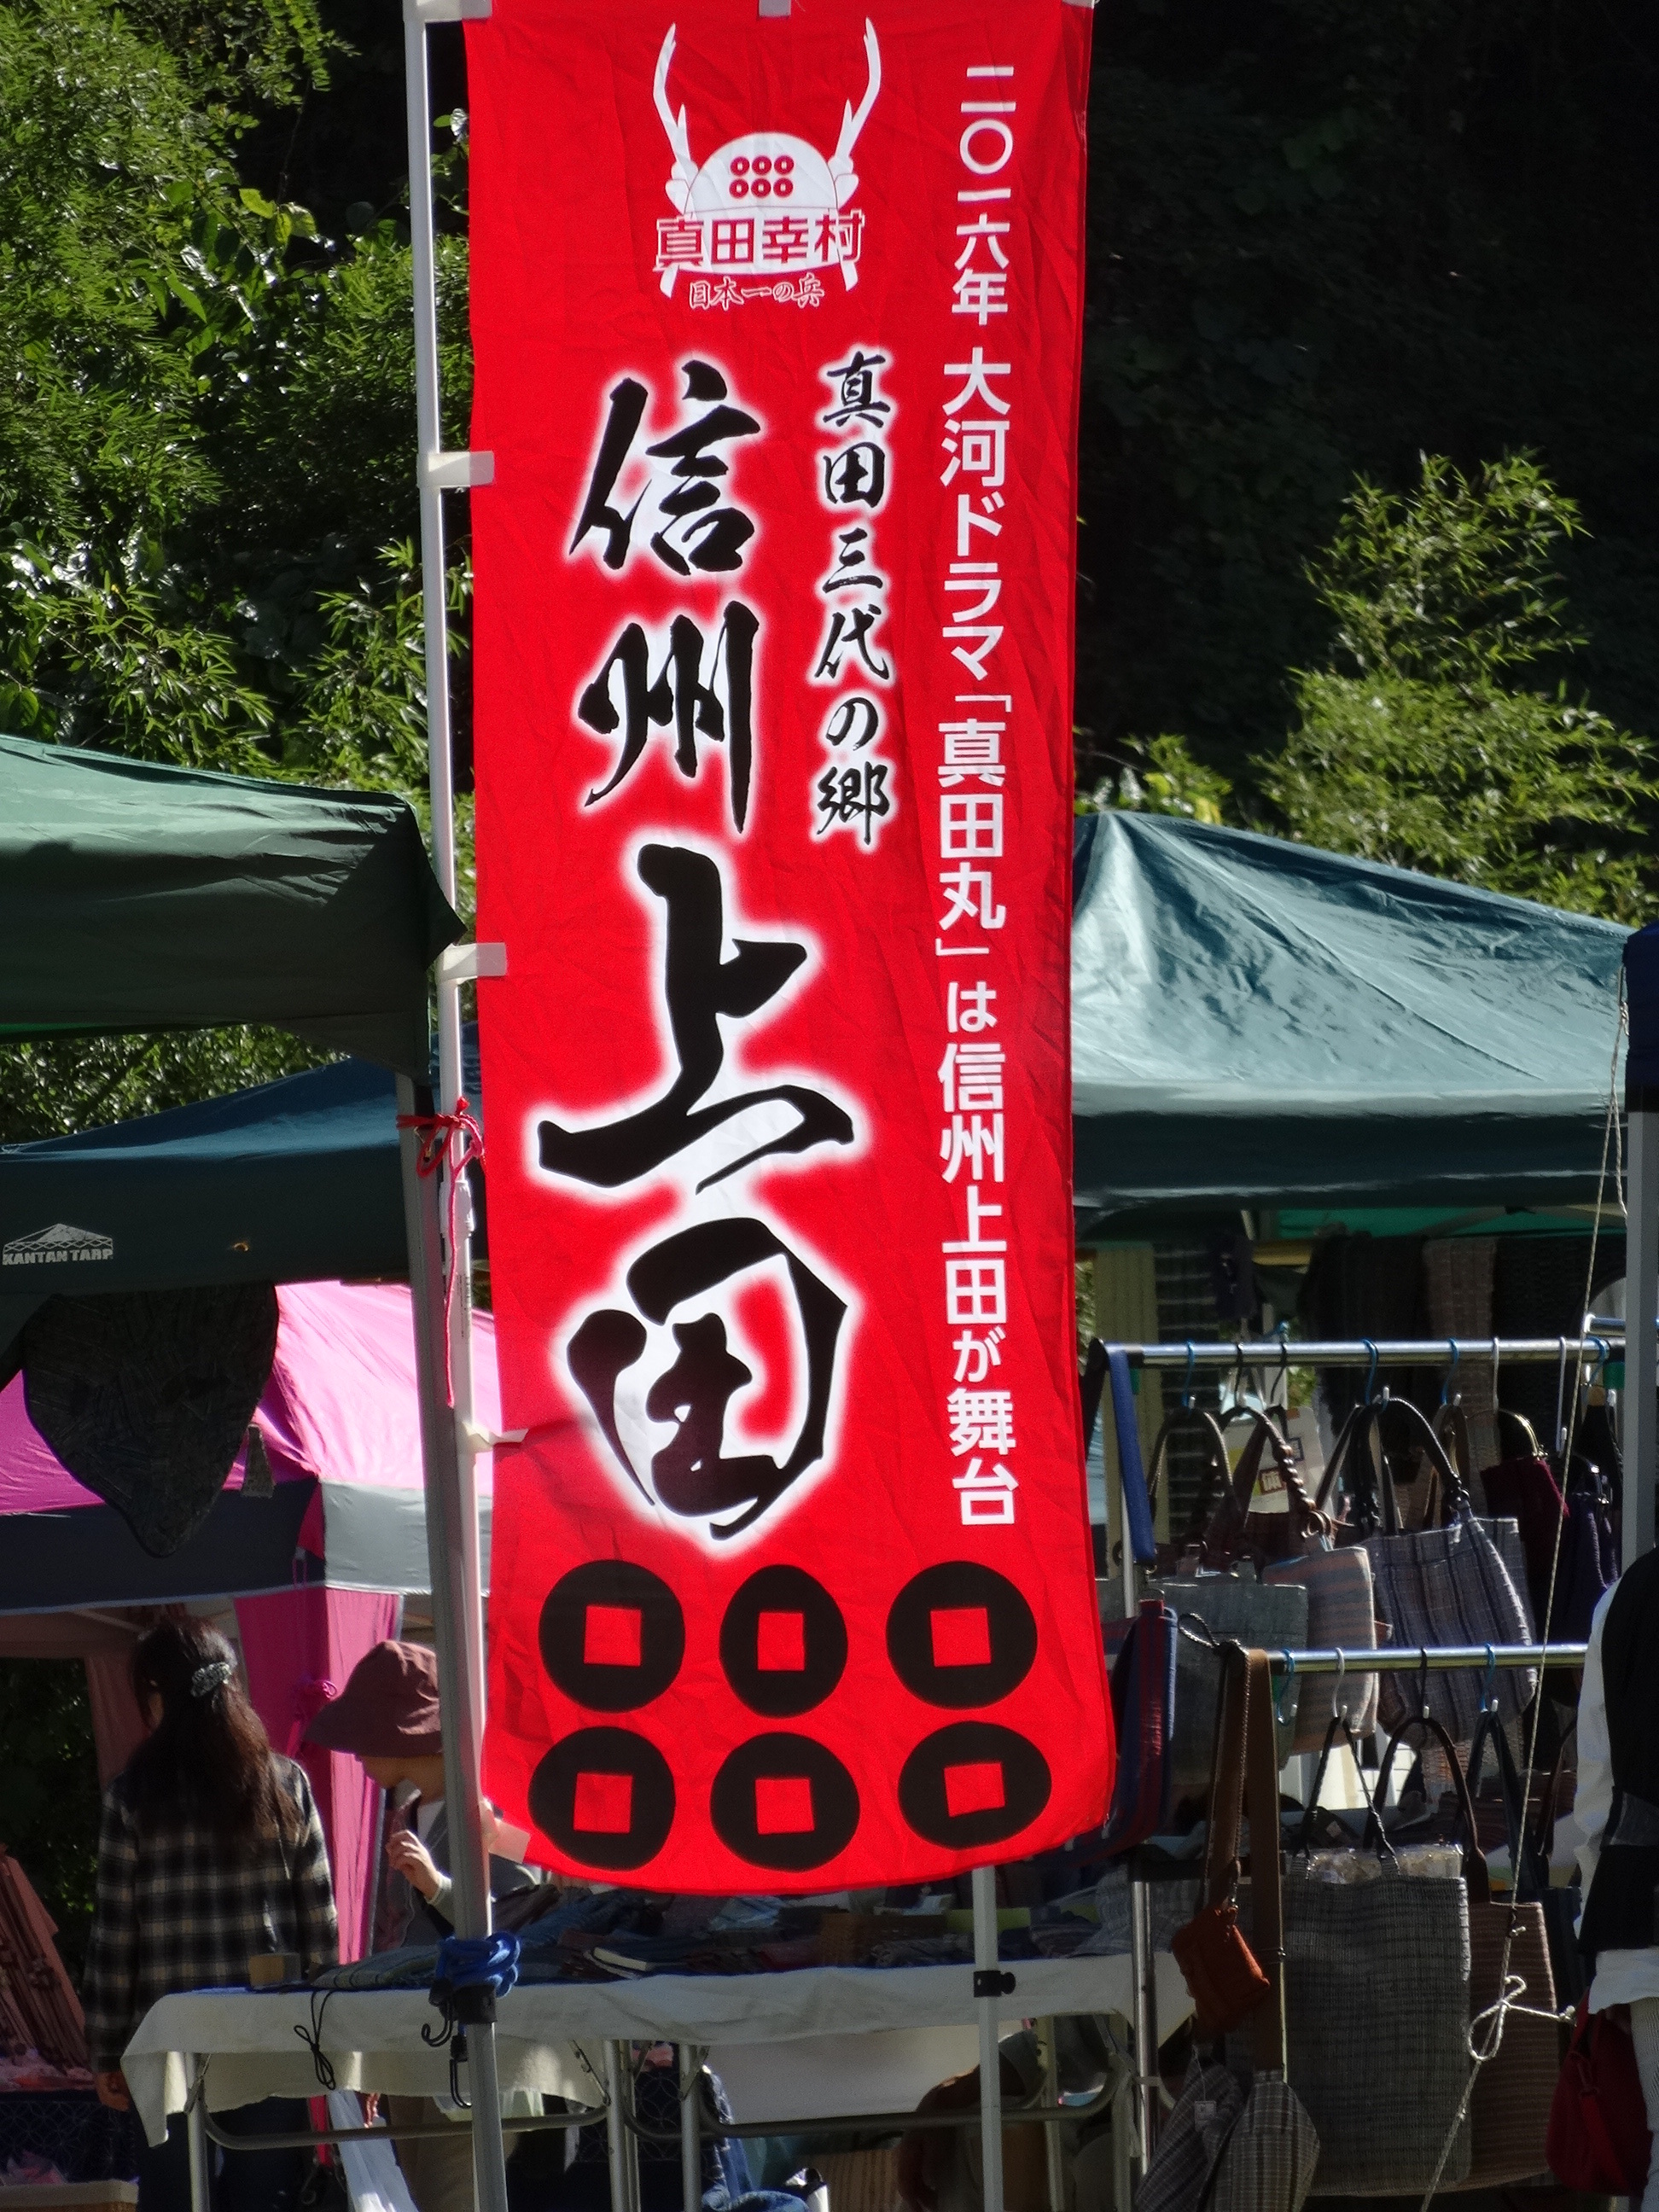 二〇一六年 大河ドラマ「真田丸」は信州上田が舞台
真田幸村
日本一の兵
真田三代の郷
信州上田
KANTAN TARP